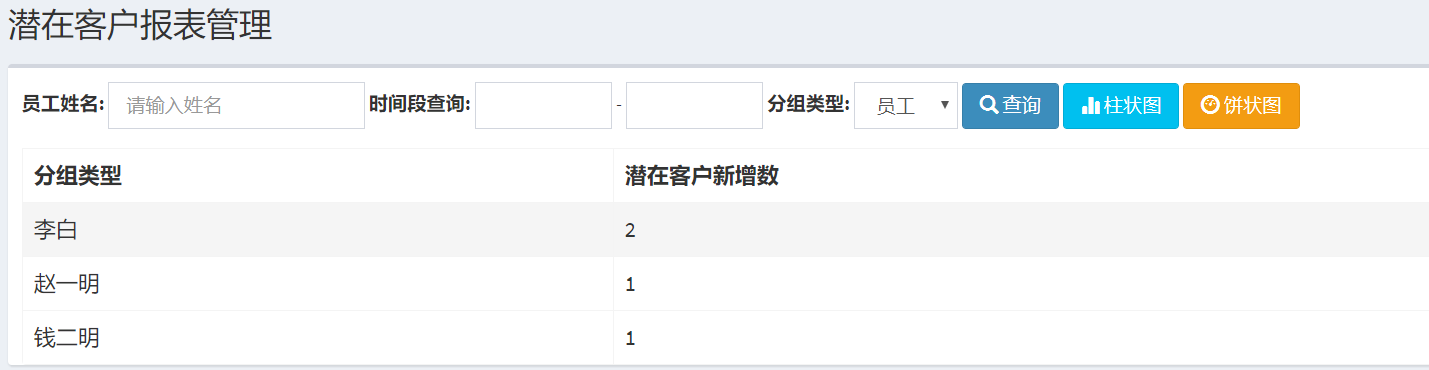 潜在客户报表管理
员工姓名: 请输入姓名 时间段查询: - 分组类型: 员工 查询 柱状图 饼状图
分组类型 潜在客户新增数
李白 2
赵一明 1
钱二明 1